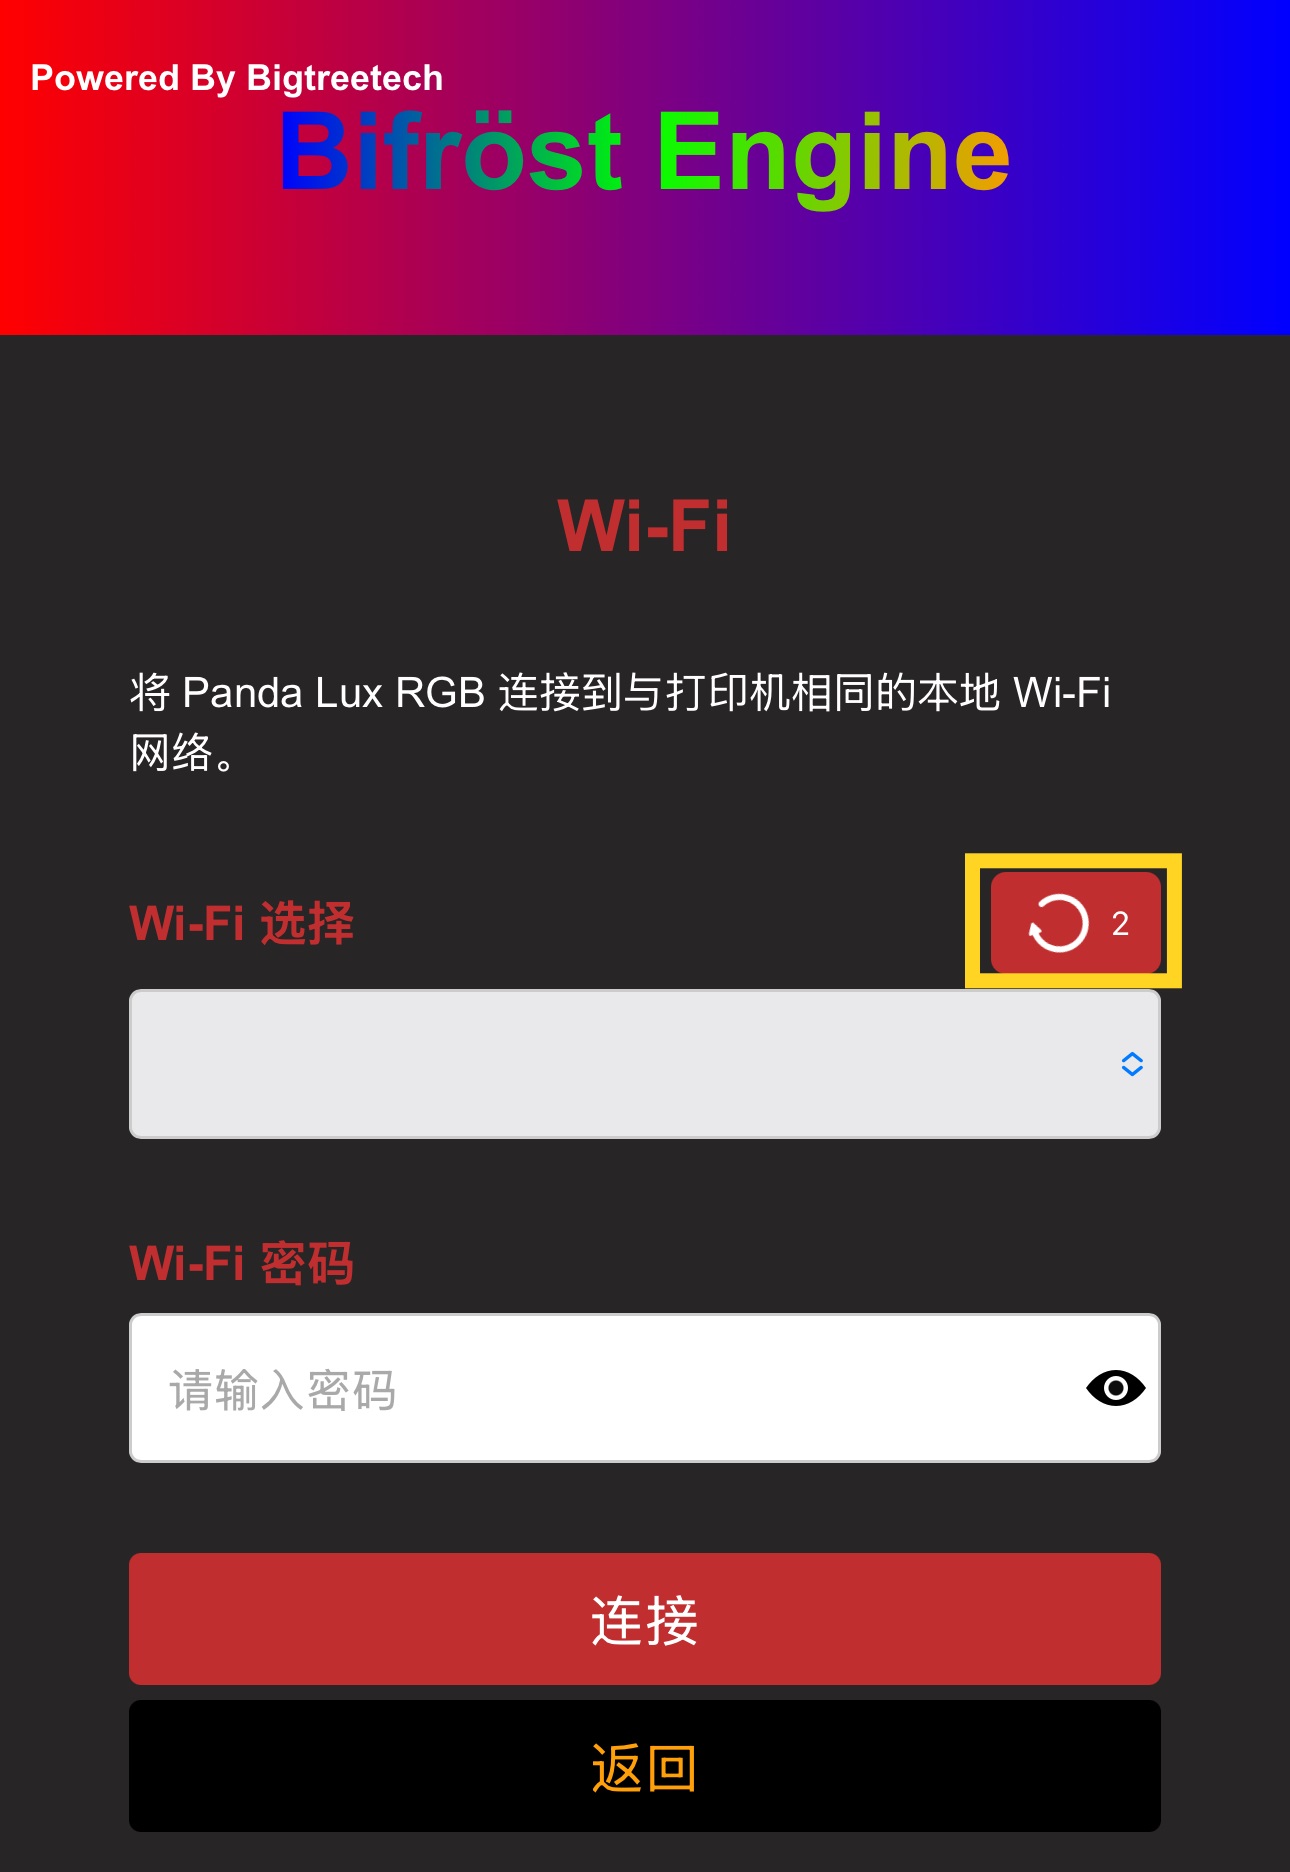 Powered By Bigtreetech
Bifröst Engine
Wi-Fi
将 Panda Lux RGB 连接到与打印机相同的本地 Wi-Fi
网络。
Wi-Fi 选择
2
Wi-Fi 密码
请输入密码
连接
返回